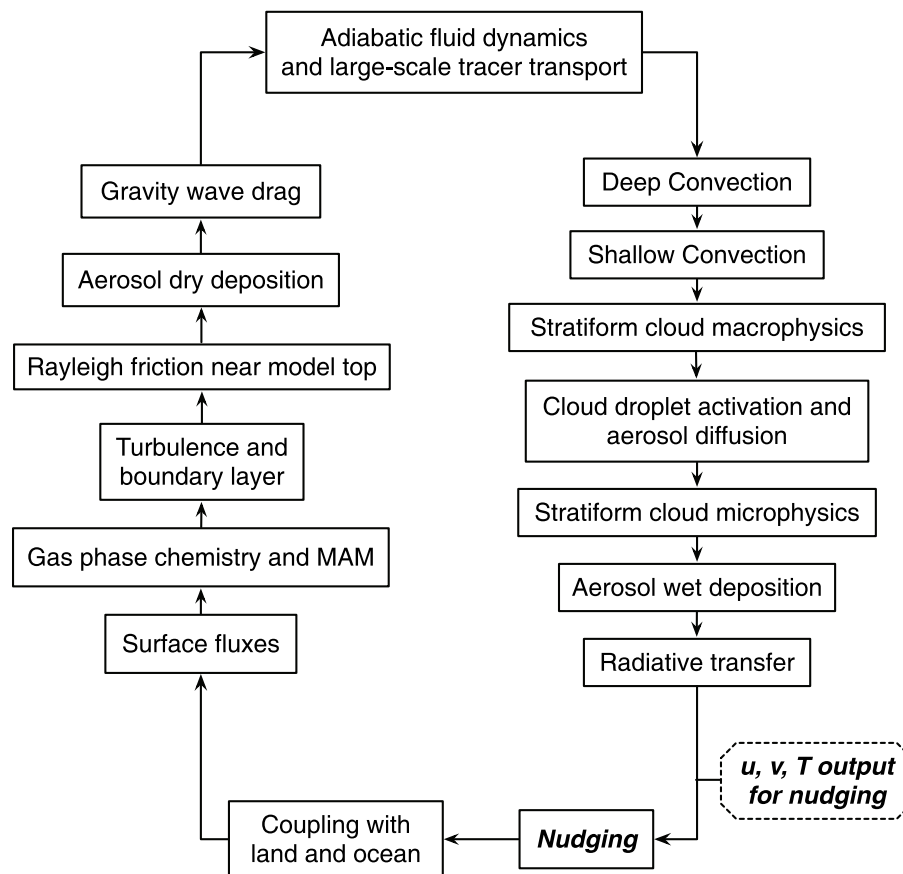 Adiabatic fluid dynamics
and large-scale tracer transport
Deep Convection
Shallow Convection
Stratiform cloud macrophysics
Cloud droplet activation and
aerosol diffusion
Stratiform cloud microphysics
Aerosol wet deposition
Radiative transfer
u, v, T output
for nudging
Nudging
Coupling with
land and ocean
Surface fluxes
Gas phase chemistry and MAM
Turbulence and
boundary layer
Rayleigh friction near model top
Aerosol dry deposition
Gravity wave drag